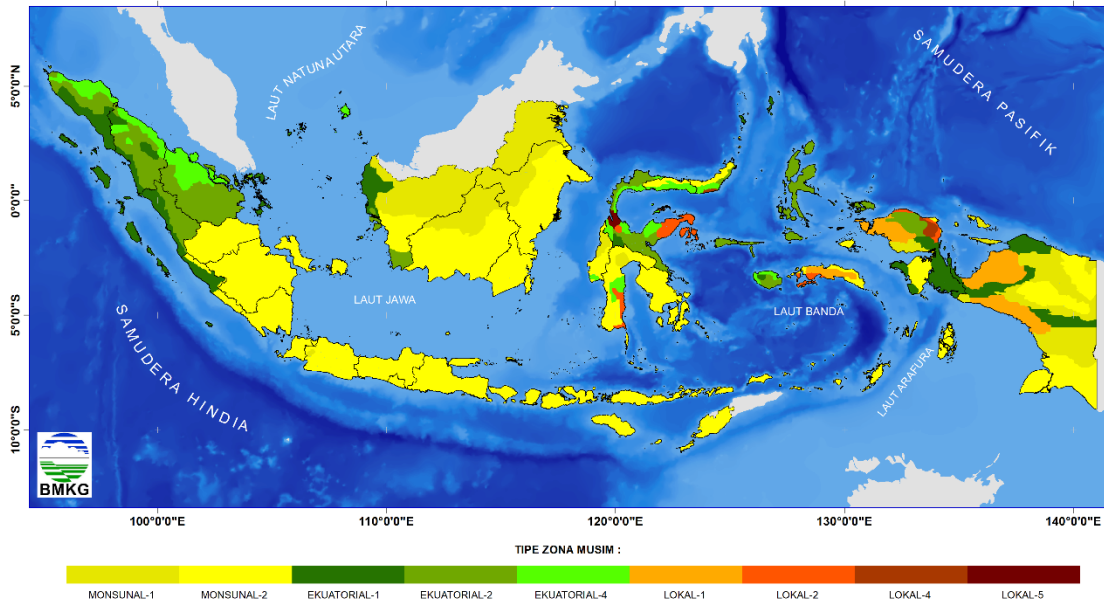 5°0'0"N
0°0'0"
5°0'0"S
10°0'0"S
LAUT NATUNAUTARA
SAMUDERA PASIFIK
LAUT JAWA
LAUT BANDA
LAUT ARAFURA
SAMUDERA HINDIA
BMKG
100°0'0"E 110°0'0"E 120°0'0"E 130°0'0"E 140°0'0"E
TIPE ZONA MUSIM :
MONSUNAL-1 MONSUNAL-2 EKUATORIAL-1 EKUATORIAL-2 EKUATORIAL-4 LOKAL-1 LOKAL-2 LOKAL-4 LOKAL-5